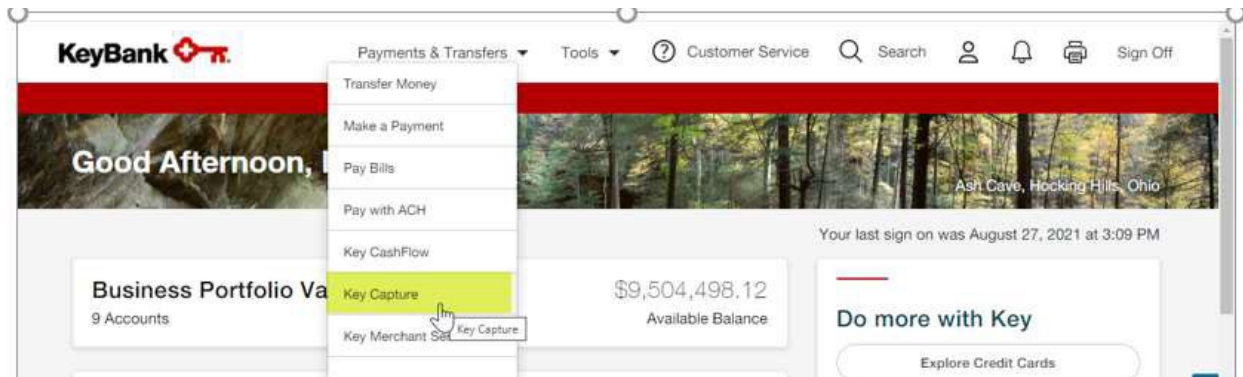 KeyBank Payments & Transfers Tools ? Customer Service Search Sign Off
Transfer Money
Make a Payment
Good Afternoon,
Pay Bills
Ash Cave, Hocking Hills, Ohio
Pay with ACH
Your last sign on was August 27, 2021 at 3:09 PM
Key CashFlow
Business Portfolio Va
9 Accounts
Key Capture
Key Capture
Key Merchant Se
$9,504,498.12
Available Balance
Do more with Key
Explore Credit Cards